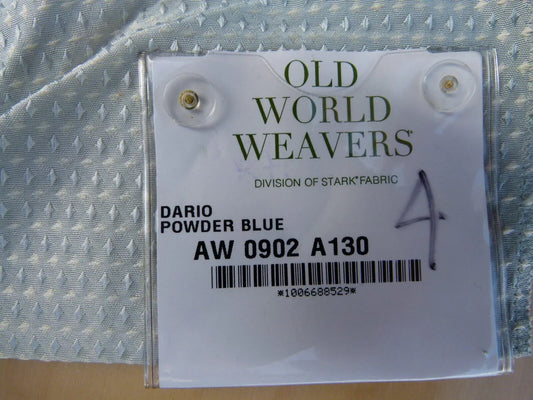 OLD
WORLD
WEAVERS
DIVISION OF STARK® FABRIC
DARIO
POWDER BLUE
AW 0902 A130
*1006688529*
4